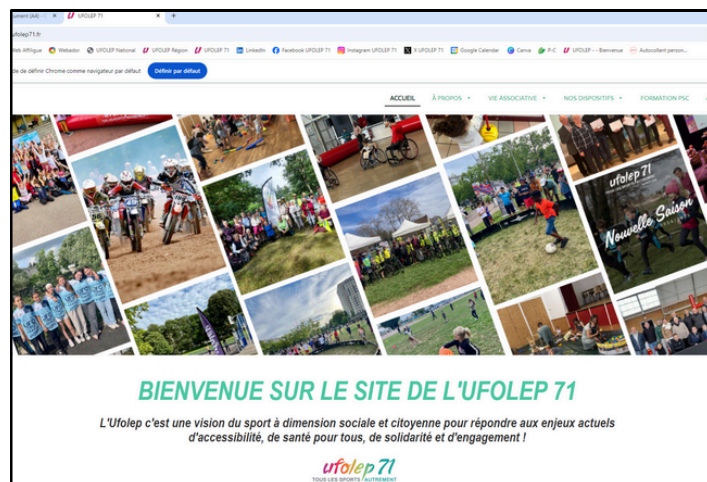 ument (A4) - C
UFOLEP 71
ufolep71.fr
Web Affligue Webador UFOLEP National UFOLEP Région UFOLEP 71 LinkedIn Facebook UFOLEP 71 Instagram UFOLEP 71 X UFOLEP 71 Google Calendar Canva P-C UFOLEP - - Bienvenue Autocollant person...
de de définir Chrome comme navigateur par défaut Définir par défaut
ACCUEIL À PROPOS VIE ASSOCIATIVE NOS DISPOSITIFS FORMATION PSC
ufolep 71
Nouvelle Saison
BIENVENUE SUR LE SITE DE L'UFOLEP 71
L'Ufolep c'est une vision du sport à dimension sociale et citoyenne pour répondre aux enjeux actuels
d'accessibilité, de santé pour tous, de solidarité et d'engagement !
ufolep 71
TOUS LES SPORTS AUTREMENT